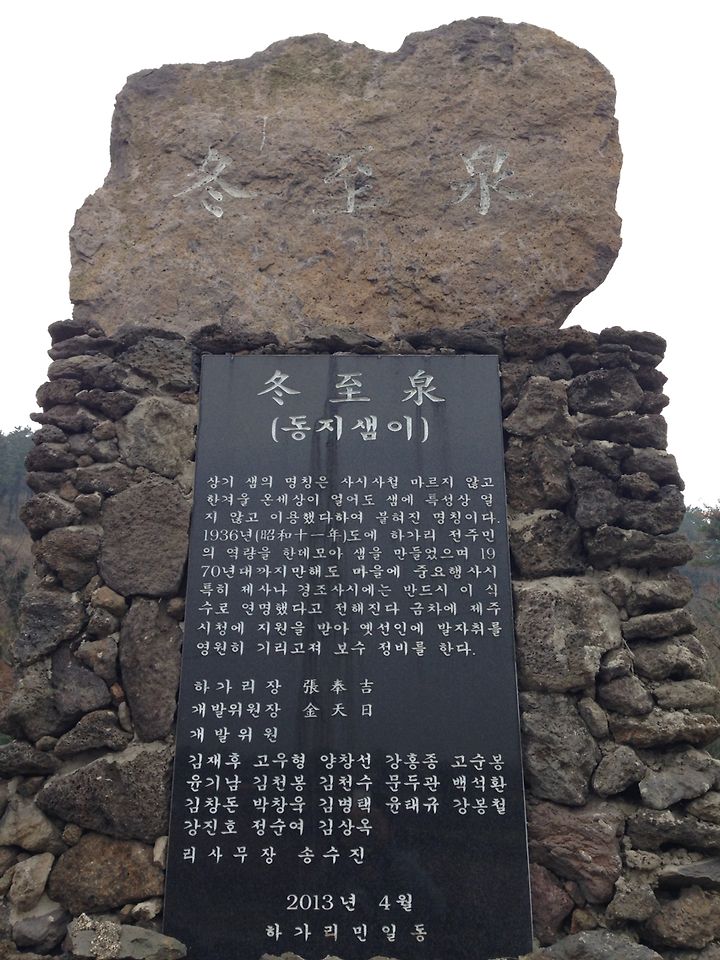 冬至泉
冬至泉
(동지샘이)
상기 샘의 명칭은 사시사철 마르지 않고
한겨울 온세상이 얼어도 샘에 특성상 얼
지 않고 이용했다하여 불혀진 명칭이다.
1936년(昭和十一年)도에 하가리 전주민
의 역량을 한데모아 샘을 만들었으며 19
70년대까지만해도 마을에 중요행사시
특히 제사나 경조사시에는 반드시 이 식
수로 연명했다고 전해진다 금차에 제주
시청에 지원을 받아 옛선인에 발자취를
영원히 기리고져 보수 정비를 한다.
하가리장 張奉吉
개발위원장 金天日
개발위원
김재후 고우형 양창선 강홍종 고순봉
윤기남 김천봉 김천수 문두관 백석환
김창돈 박창욱 김명택 윤태규 강봉철
강진호 정순여 김상옥
리사무장 송수진
2013년 4월
하가리민일동